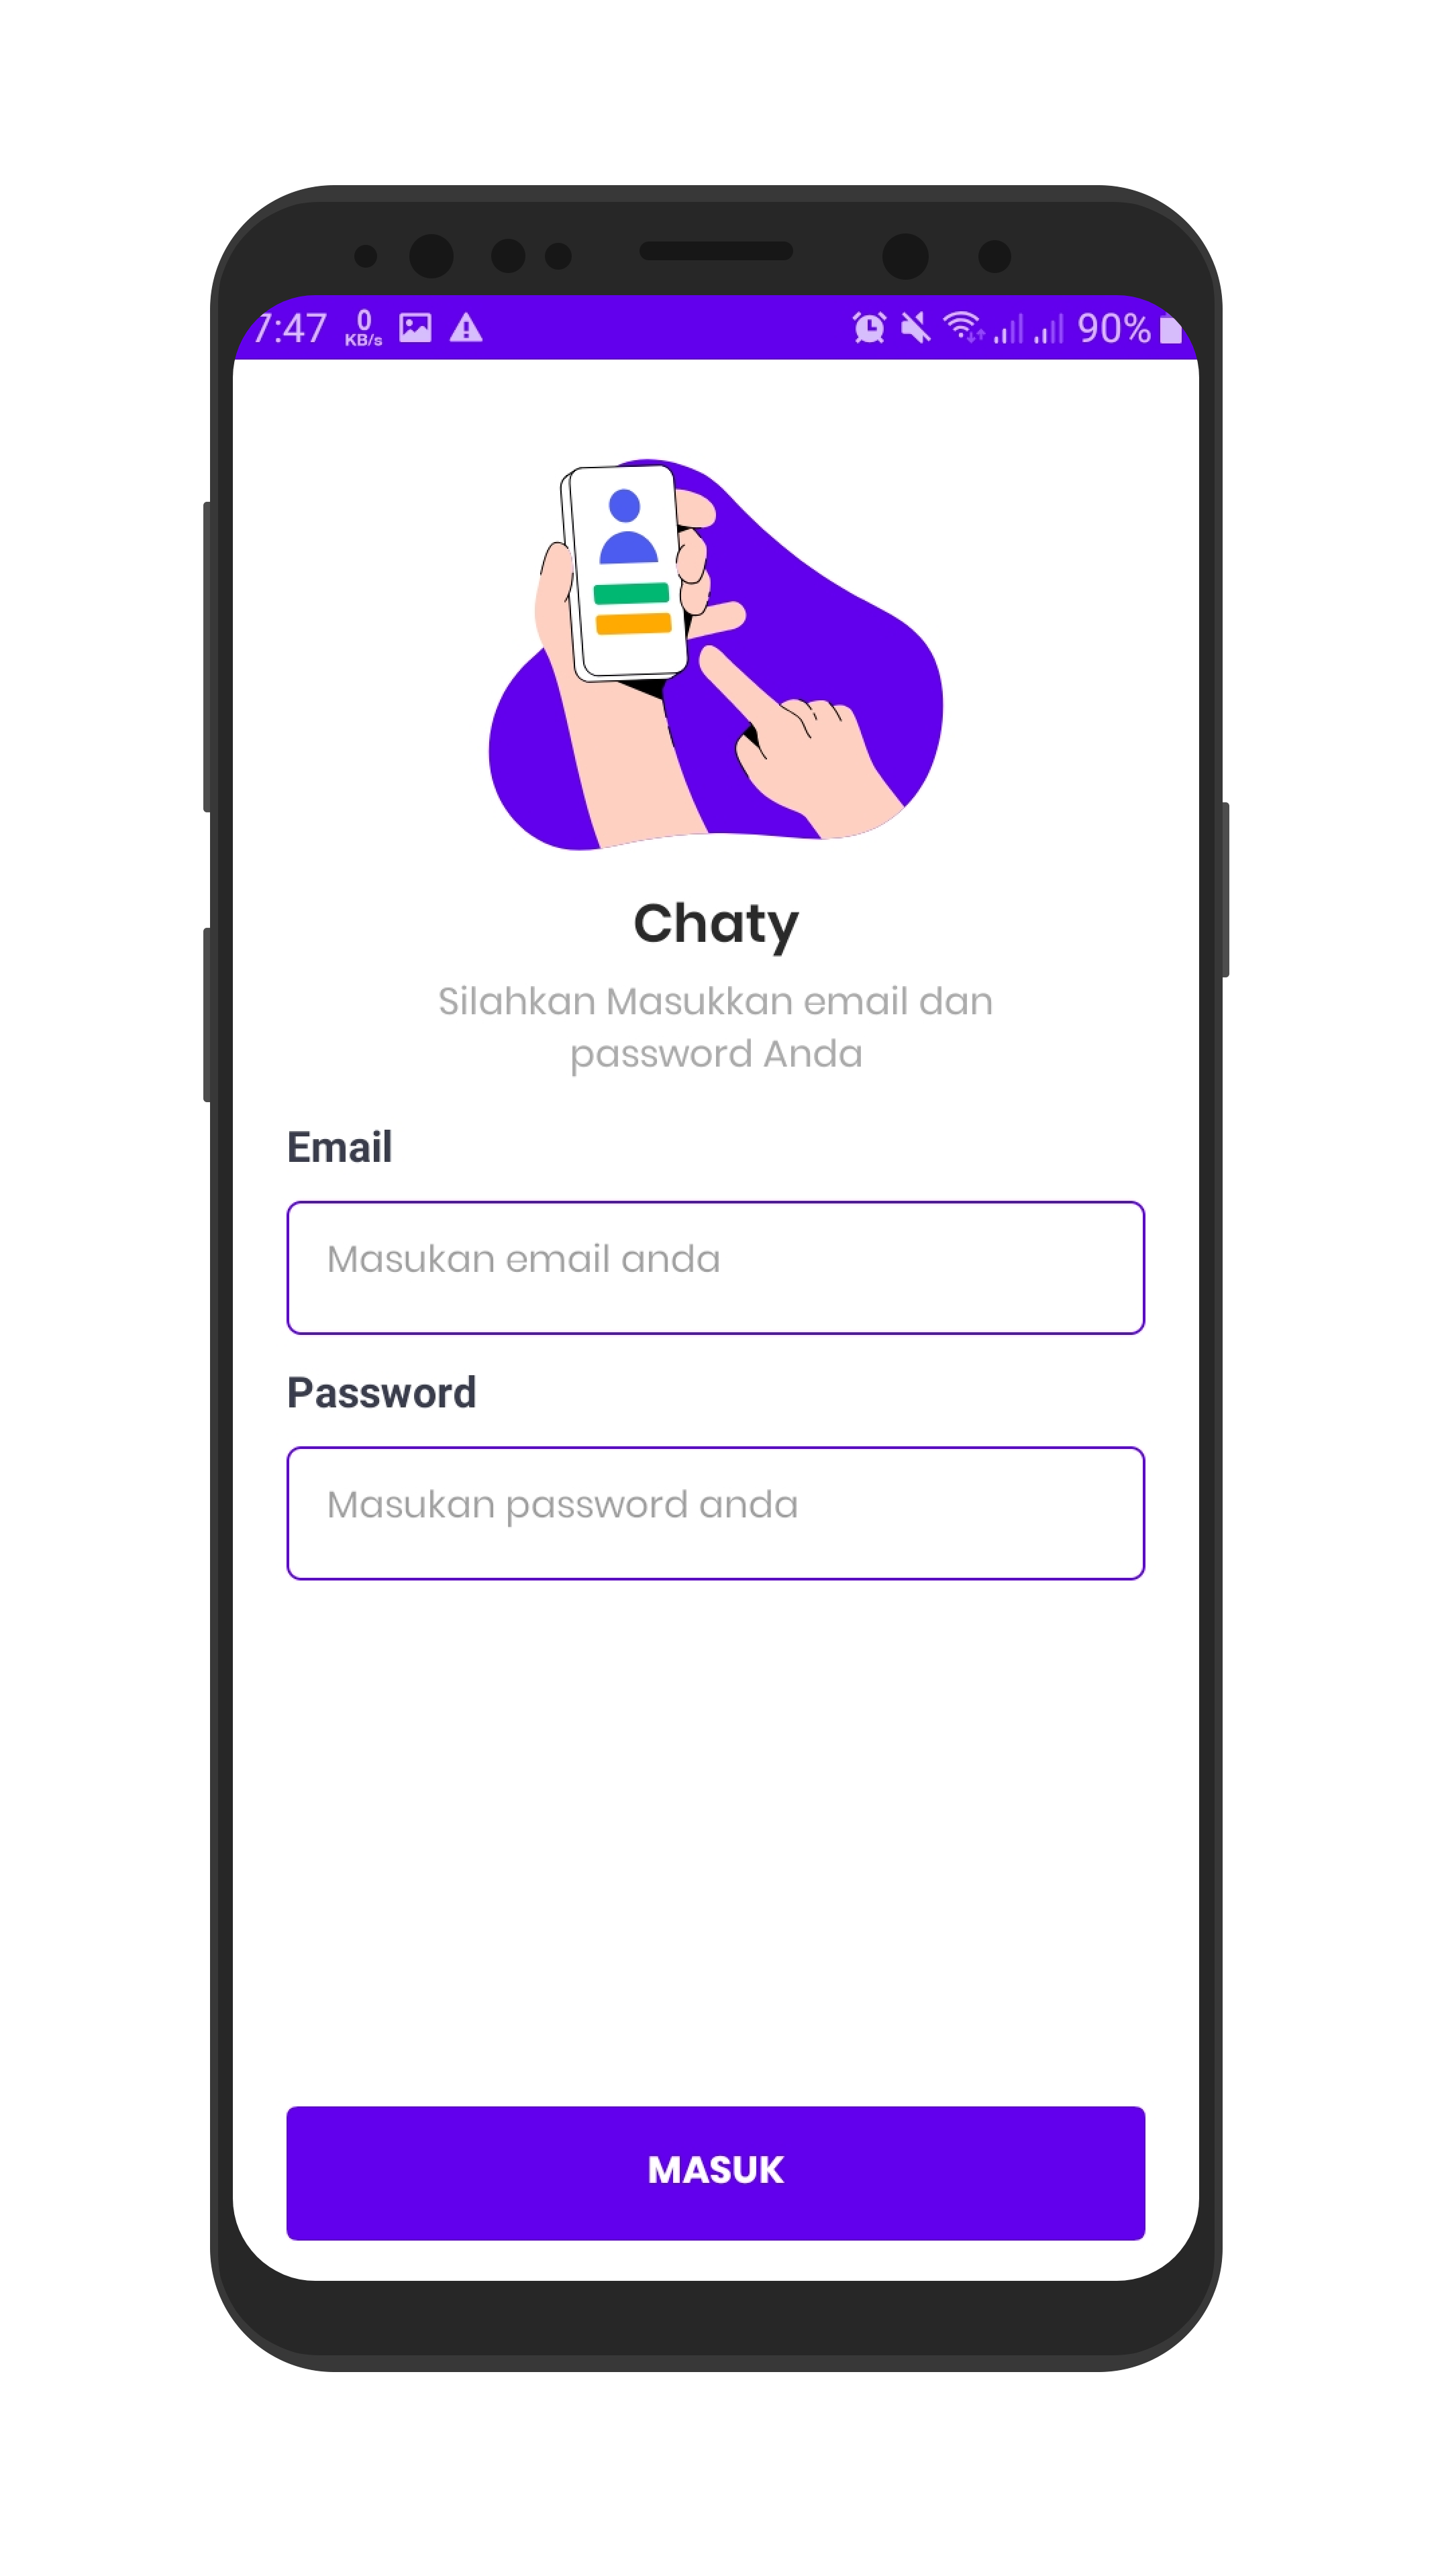 7:47 0 KB/s 90%
Chaty
Silahkan Masukkan email dan
password Anda
Email
Masukan email anda
Password
Masukan password anda
MASUK